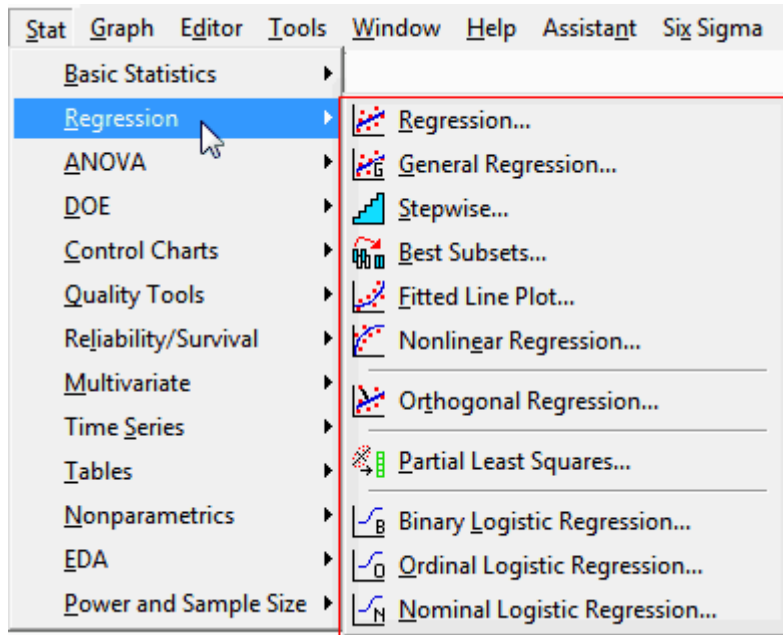 Stat Graph Editor Tools Window Help Assistant Six Sigma
Basic Statistics
Regression
ANOVA
DOE
Control Charts
Quality Tools
Reliability/Survival
Multivariate
Time Series
Tables
Nonparametrics
EDA
Power and Sample Size
Regression...
General Regression...
Stepwise...
Best Subsets...
Fitted Line Plot...
Nonlinear Regression...
Orthogonal Regression...
Partial Least Squares...
Binary Logistic Regression...
Ordinal Logistic Regression...
Nominal Logistic Regression...